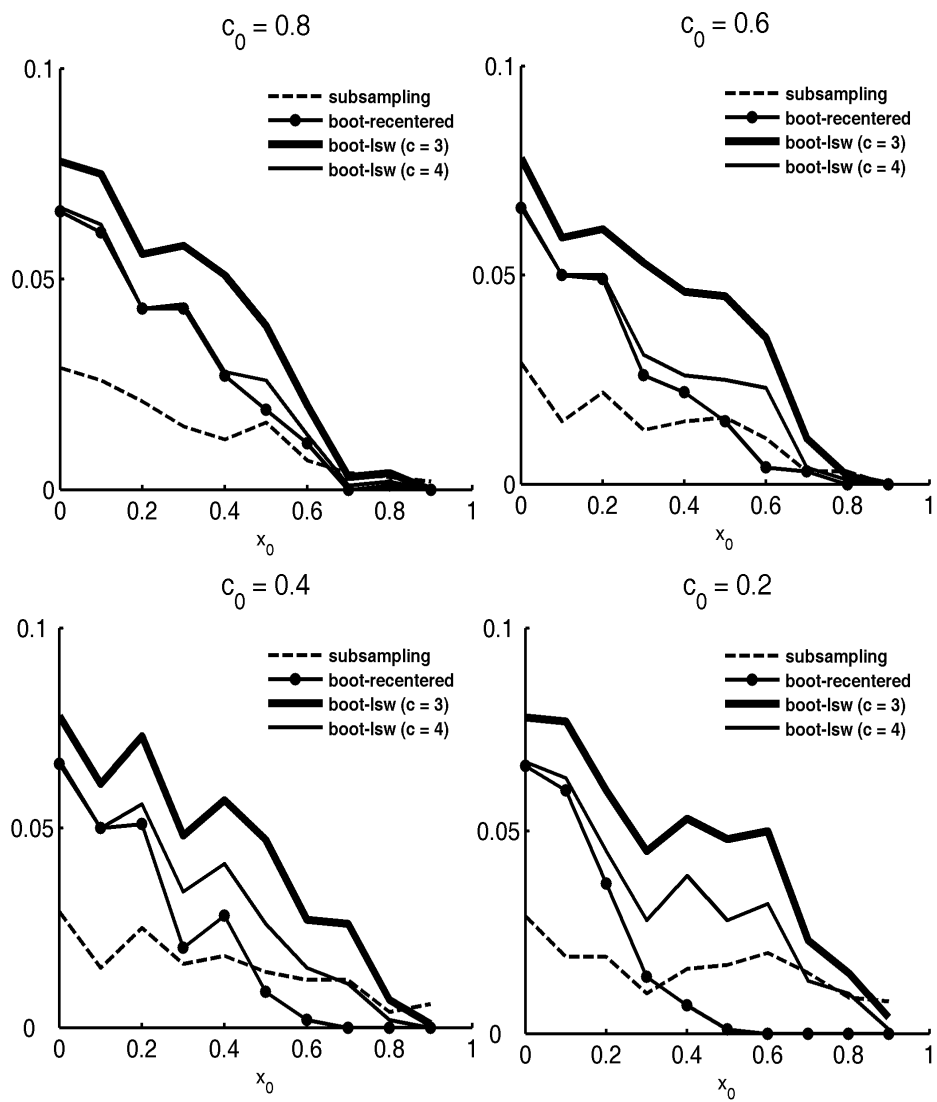 c0 = 0.8
0.1
subsampling
boot-recentered
boot-lsw (c = 3)
boot-lsw (c = 4)
0.05
0
0 0.2 0.4 0.6 0.8 1
x0
c0 = 0.6
0.1
subsampling
boot-recentered
boot-lsw (c = 3)
boot-lsw (c = 4)
0.05
0
0 0.2 0.4 0.6 0.8 1
x0
c0 = 0.4
0.1
subsampling
boot-recentered
boot-lsw (c = 3)
boot-lsw (c = 4)
0.05
0
0 0.2 0.4 0.6 0.8 1
x0
c0 = 0.2
0.1
subsampling
boot-recentered
boot-lsw (c = 3)
boot-lsw (c = 4)
0.05
0
0 0.2 0.4 0.6 0.8 1
x0